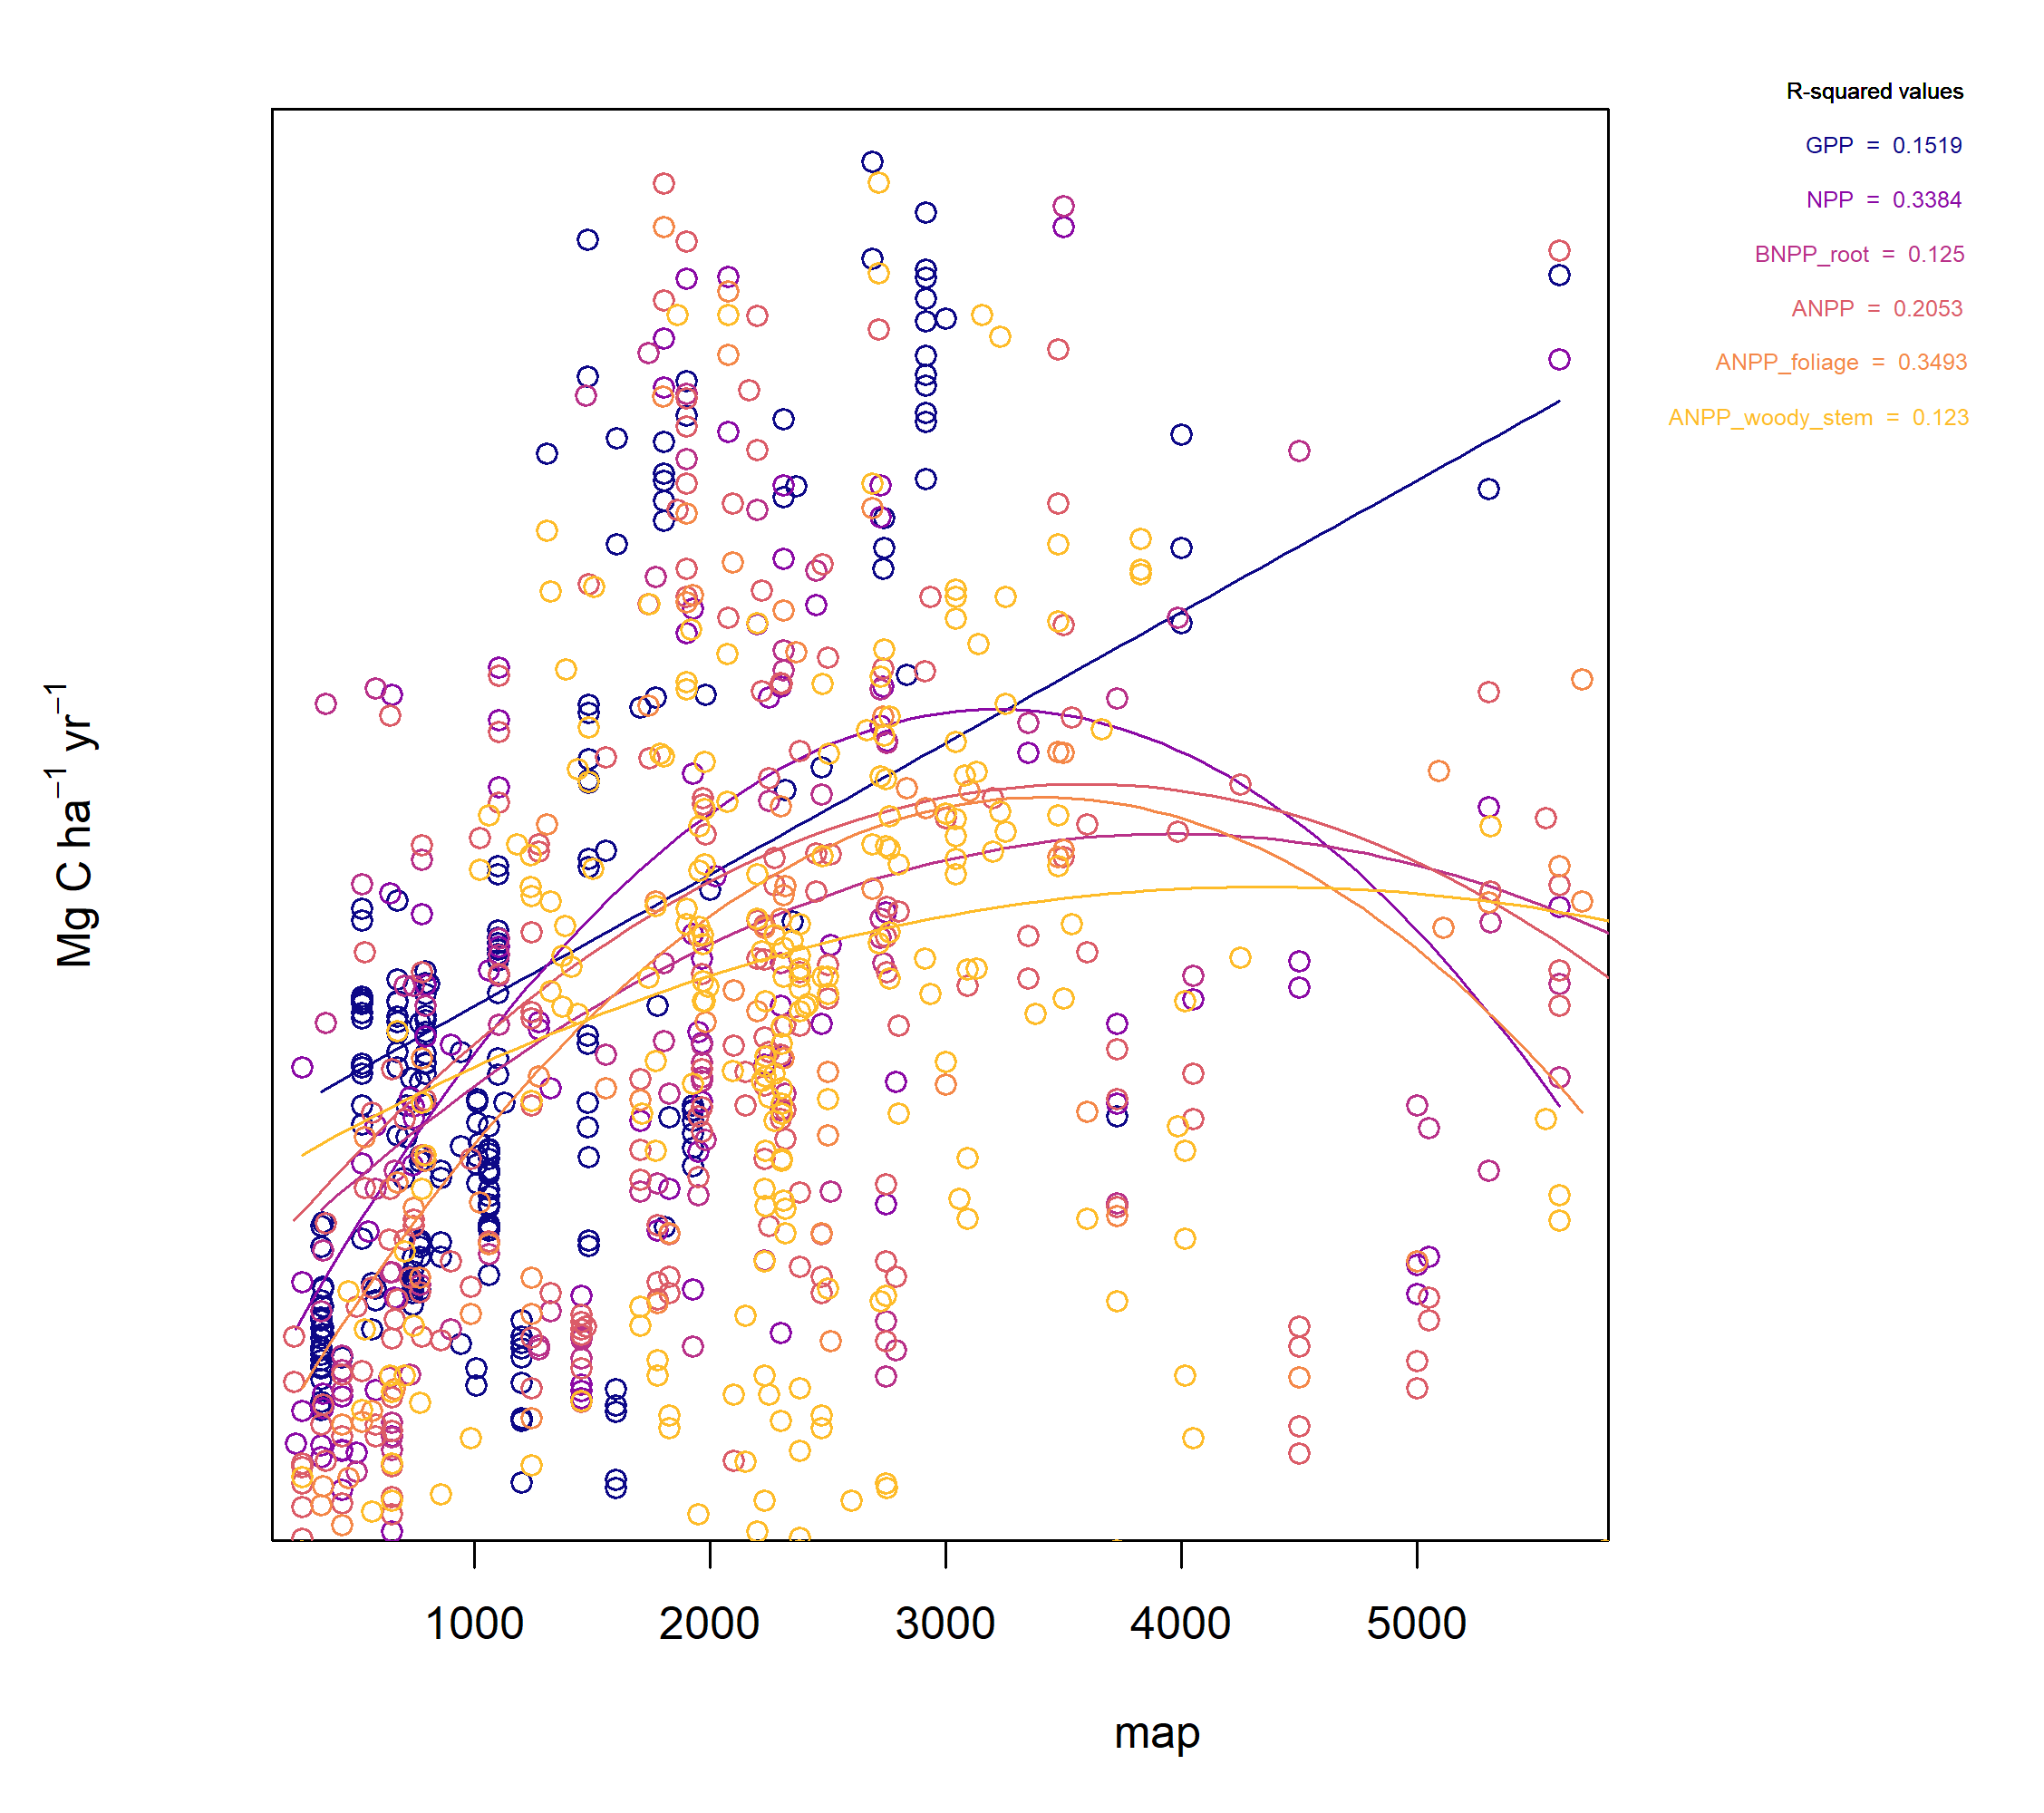 R-squared values
GPP = 0.1519
NPP = 0.3384
BNPP_root = 0.125
ANPP = 0.2053
ANPP_foliage = 0.3493
ANPP_woody_stem = 0.123
Mg C ha⁻¹ yr⁻¹
1000 2000 3000 4000 5000
map